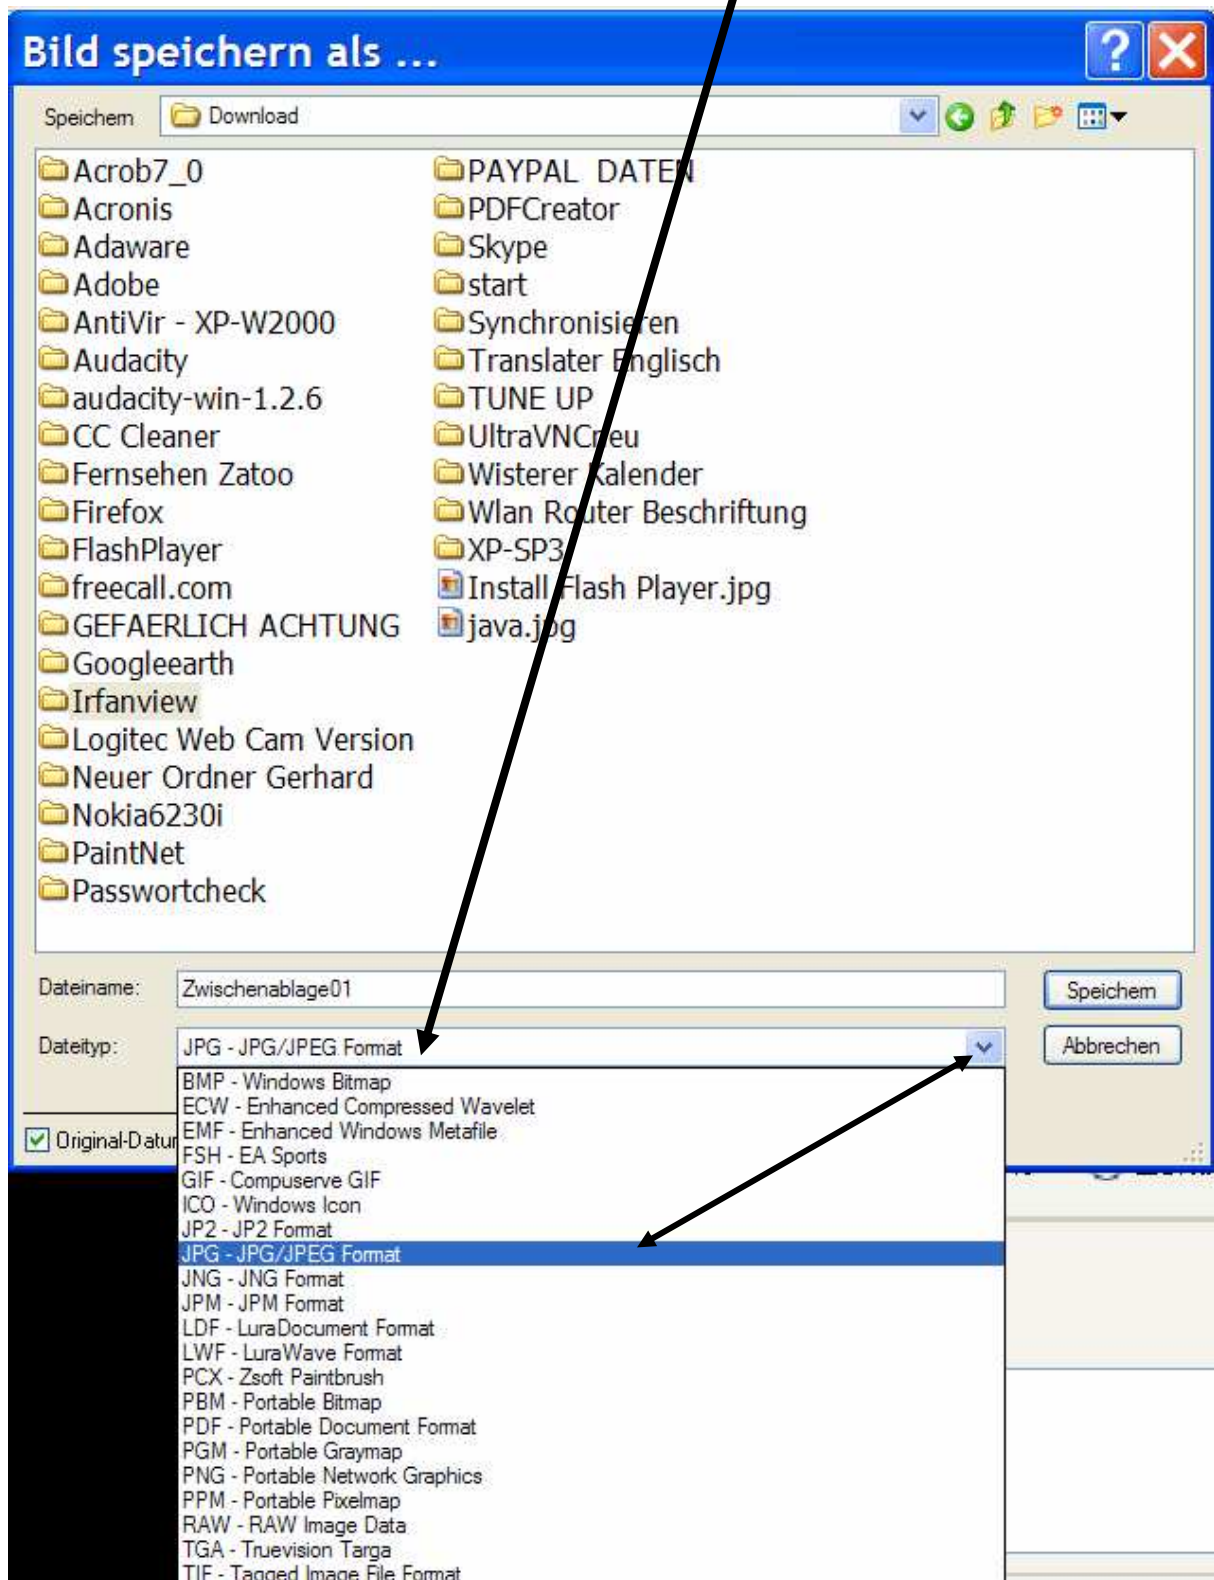 Bild speichern als ...
Speichern
Download
Acrob7_0
Acronis
Adaware
Adobe
AntiVir - XP-W2000
Audacity
audacity-win-1.2.6
CC Cleaner
Fernsehen Zatoo
Firefox
FlashPlayer
freecall.com
GEFAERLICH ACHTUNG
Googleearth
Irfanview
Logitec Web Cam Version
Neuer Ordner Gerhard
Nokia6230i
PaintNet
Passwortcheck
PAYPAL DATEN
PDFCreator
Skype
start
Synchronisieren
Translater Englisch
TUNE UP
UltraVNCneu
Wisterer Kalender
Wlan Router Beschriftung
XP-SP3
Install Flash Player.jpg
java.jpg
Dateiname:
Zwischenablage01
Speichern
Dateityp:
JPG - JPG/JPEG Format
Abbrechen
Original-Datu
BMP - Windows Bitmap
ECW - Enhanced Compressed Wavelet
EMF - Enhanced Windows Metafile
FSH - EA Sports
GIF - Compuserve GIF
ICO - Windows Icon
JP2 - JP2 Format
JPG - JPG/JPEG Format
JNG - JNG Format
JPM - JPM Format
LDF - LuraDocument Format
LWF - LuraWave Format
PCX - Zsoft Paintbrush
PBM - Portable Bitmap
PDF - Portable Document Format
PGM - Portable Graymap
PNG - Portable Network Graphics
PPM - Portable Pixelmap
RAW - RAW Image Data
TGA - Truevision Targa
TIF - Tagged Image File Format